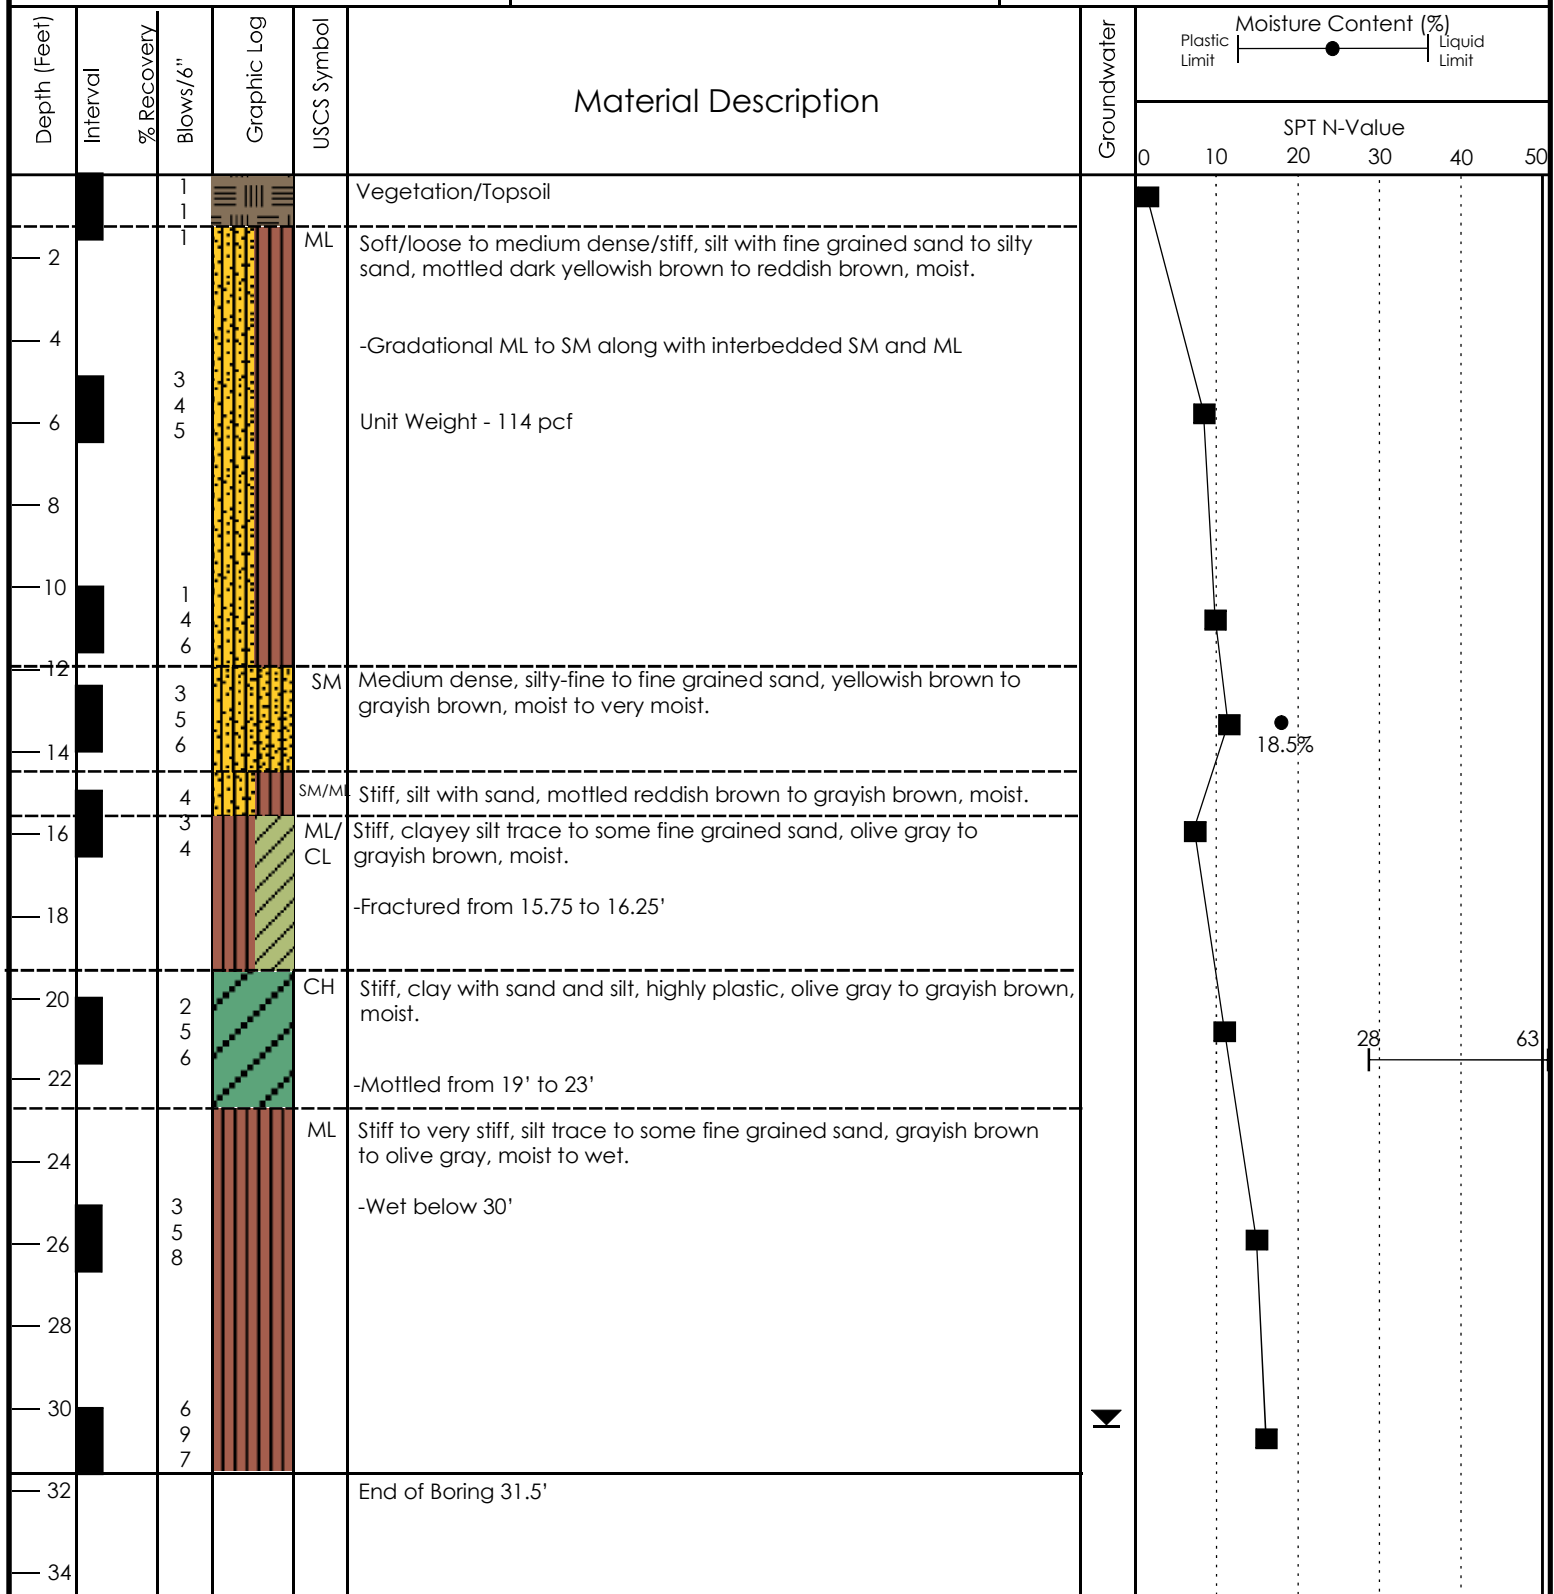 Depth (Feet)
Interval
% Recovery
Blows/6"
Graphic Log
USCS Symbol
Material Description
Groundwater
Moisture Content (%)
Plastic Limit
Liquid Limit
SPT N-Value
0 10 20 30 40 50
1
1
1
Vegetation/Topsoil
ML
Soft/loose to medium dense/stiff, silt with fine grained sand to silty
sand, mottled dark yellowish brown to reddish brown, moist.
2
-Gradational ML to SM along with interbedded SM and ML
4
3
4
5
Unit Weight - 114 pcf
6
8
10
1
4
6
12
SM
Medium dense, silty-fine to fine grained sand, yellowish brown to
grayish brown, moist to very moist.
3
5
6
18.5%
14
4
3
4
SM/ML
Stiff, silt with sand, mottled reddish brown to grayish brown, moist.
16
ML/
CL
Stiff, clayey silt trace to some fine grained sand, olive gray to
grayish brown, moist.
-Fractured from 15.75 to 16.25’
18
CH
Stiff, clay with sand and silt, highly plastic, olive gray to grayish brown,
moist.
20
2
5
6
28 63
22
-Mottled from 19’ to 23’
ML
Stiff to very stiff, silt trace to some fine grained sand, grayish brown
to olive gray, moist to wet.
24
-Wet below 30’
3
5
8
26
28
30
6
9
7
End of Boring 31.5’
32
34